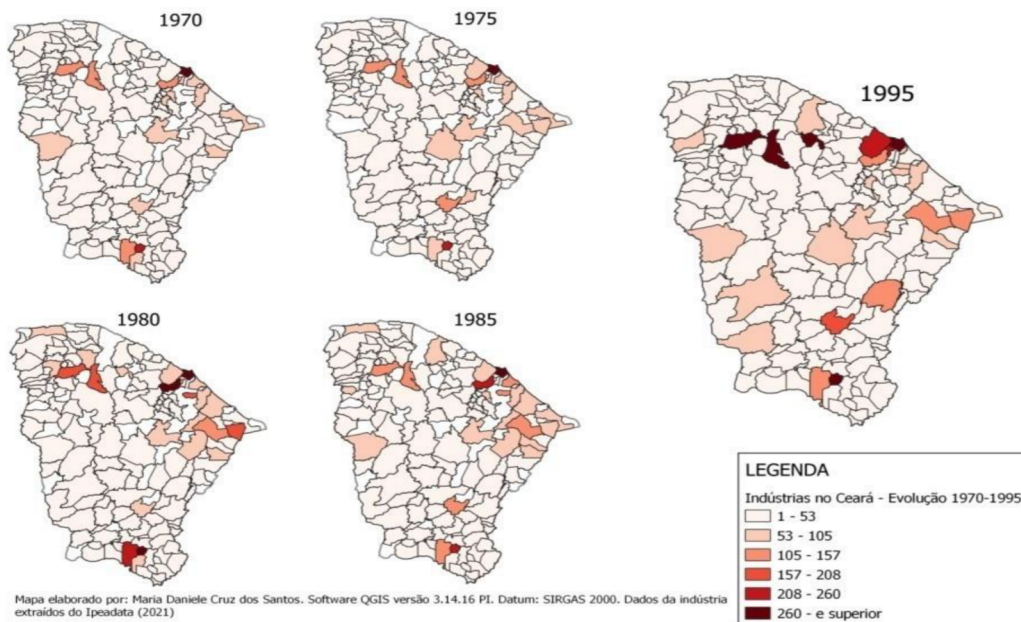 1970
1975
1995
1980
1985
LEGENDA
Indústrias no Ceará - Evolução 1970-1995
1 - 53
53 - 105
105 - 157
157 - 208
208 - 260
260 - e superior
Mapa elaborado por: Maria Daniele Cruz dos Santos. Software QGIS versão 3.14.16 PI. Datum: SIRGAS 2000. Dados da indústria
extraídos do Ipeadata (2021)